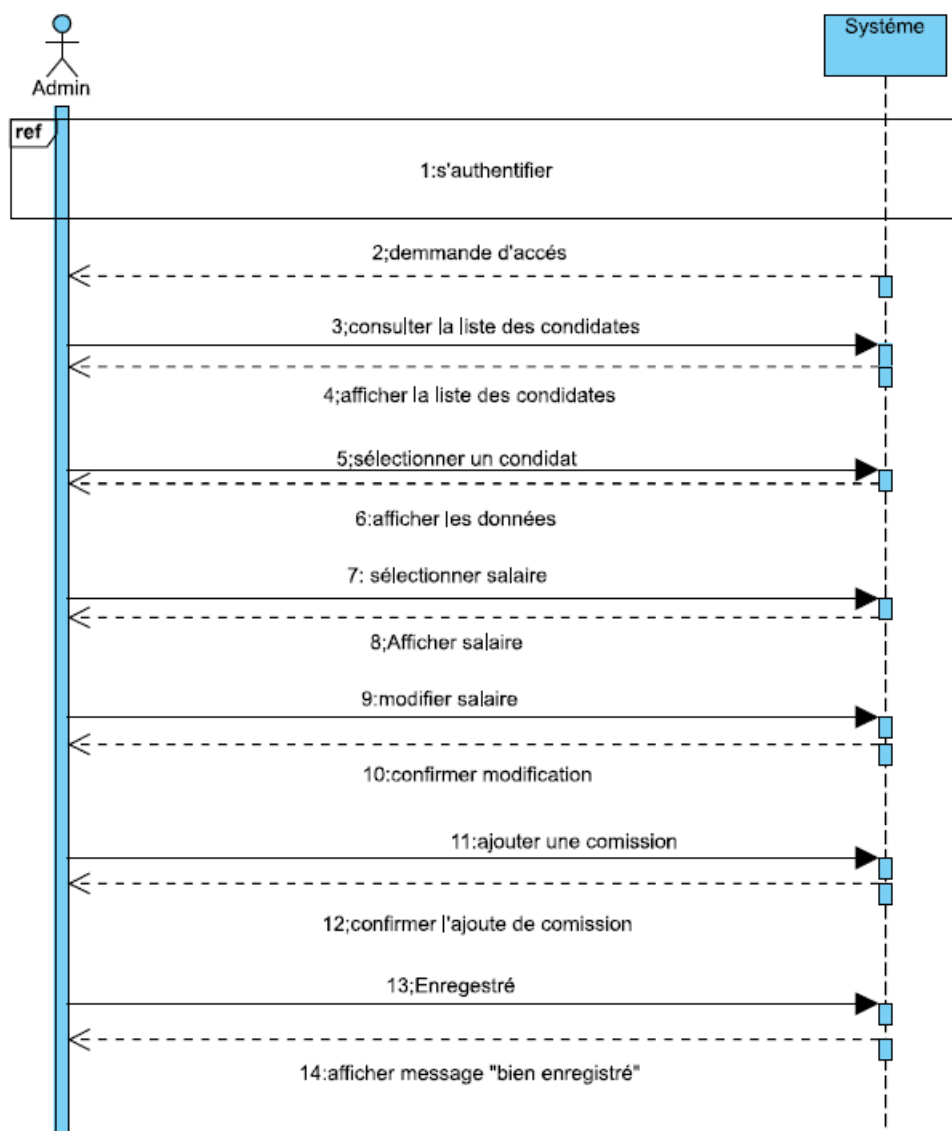 Systéme
Admin
ref
1:s'authentifier
2;demmande d'accés
3;consulter la liste des condidates
4;afficher la liste des condidates
5;sélectionner un condidat
6:afficher les données
7: sélectionner salaire
8;Afficher salaire
9:modifier salaire
10:confirmer modification
11:ajouter une comission
12;confirmer l'ajoute de comission
13;Enregestré
14:afficher message "bien enregistré"